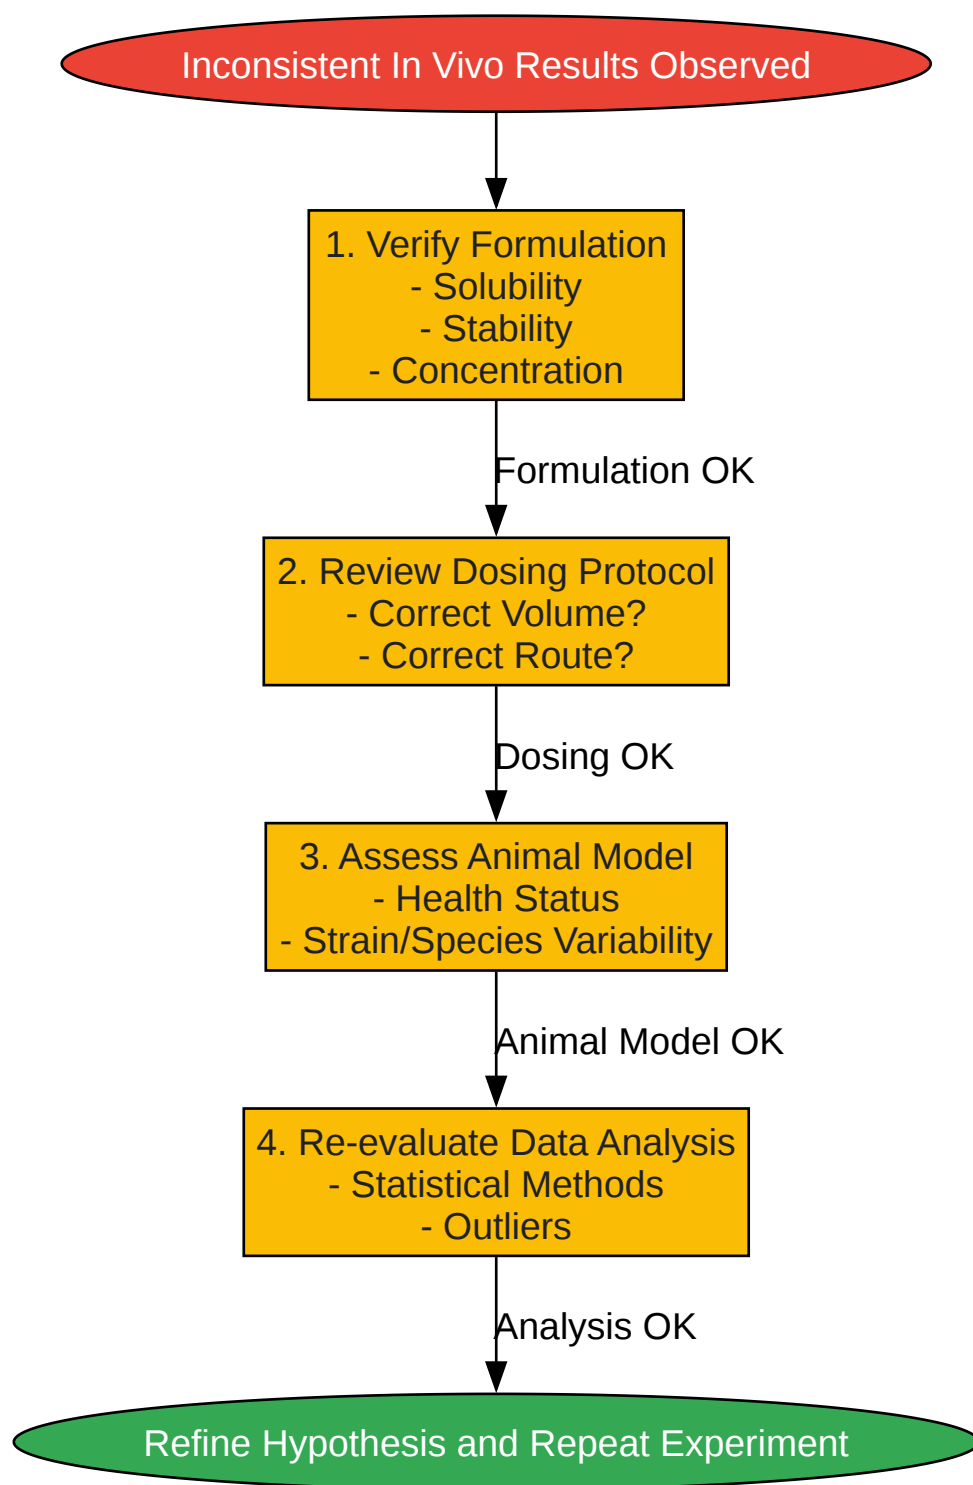 Inconsistent In Vivo Results Observed
1. Verify Formulation
- Solubility
- Stability
- Concentration
Formulation OK
2. Review Dosing Protocol
- Correct Volume?
- Correct Route?
Dosing OK
3. Assess Animal Model
- Health Status
- Strain/Species Variability
Animal Model OK
4. Re-evaluate Data Analysis
- Statistical Methods
- Outliers
Analysis OK
Refine Hypothesis and Repeat Experiment